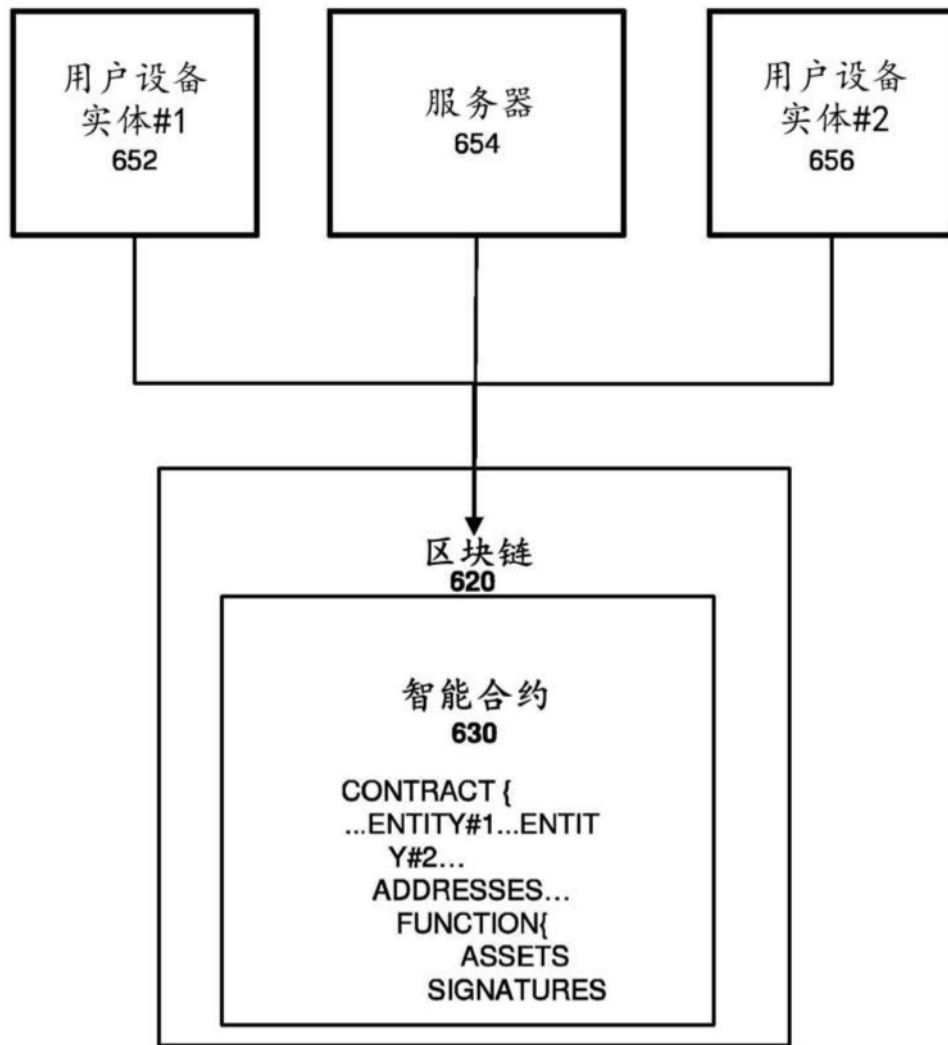 用户设备
实体#1
652
服务器
654
用户设备
实体#2
656
区块链
620
智能合约
630
CONTRACT {
...ENTITY#1...ENTIT
Y#2...
ADDRESSES...
FUNCTION{
ASSETS
SIGNATURES